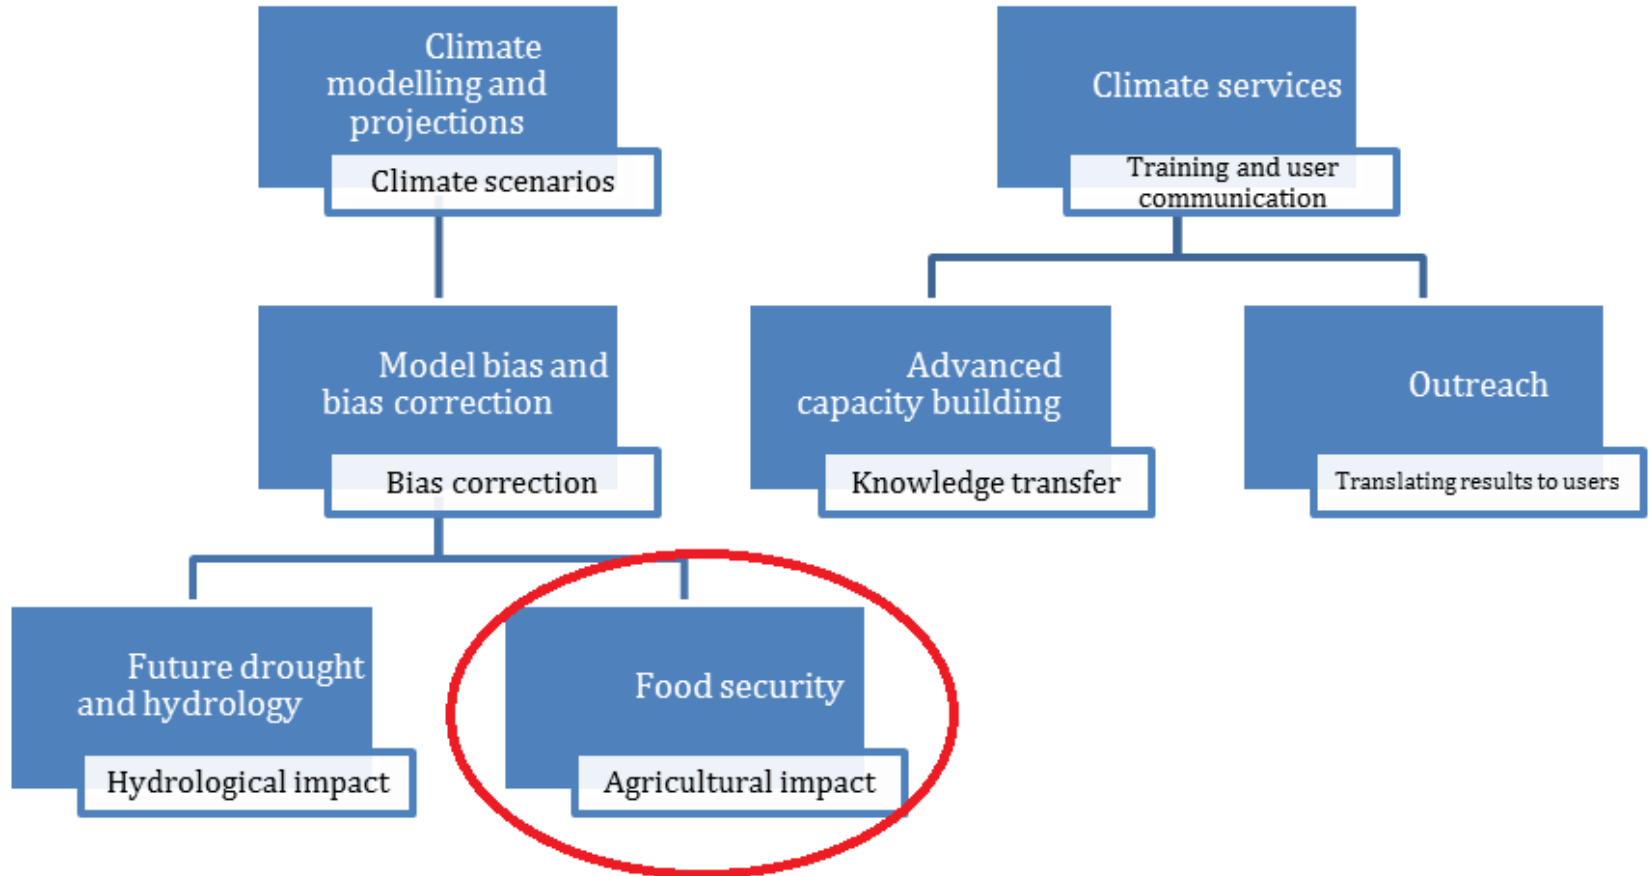 Climate
modelling and
projections
Climate scenarios
Climate services
Training and user
communication
Model bias and
bias correction
Bias correction
Advanced
capacity building
Knowledge transfer
Outreach
Translating results to users
Future drought
and hydrology
Hydrological impact
Food security
Agricultural impact